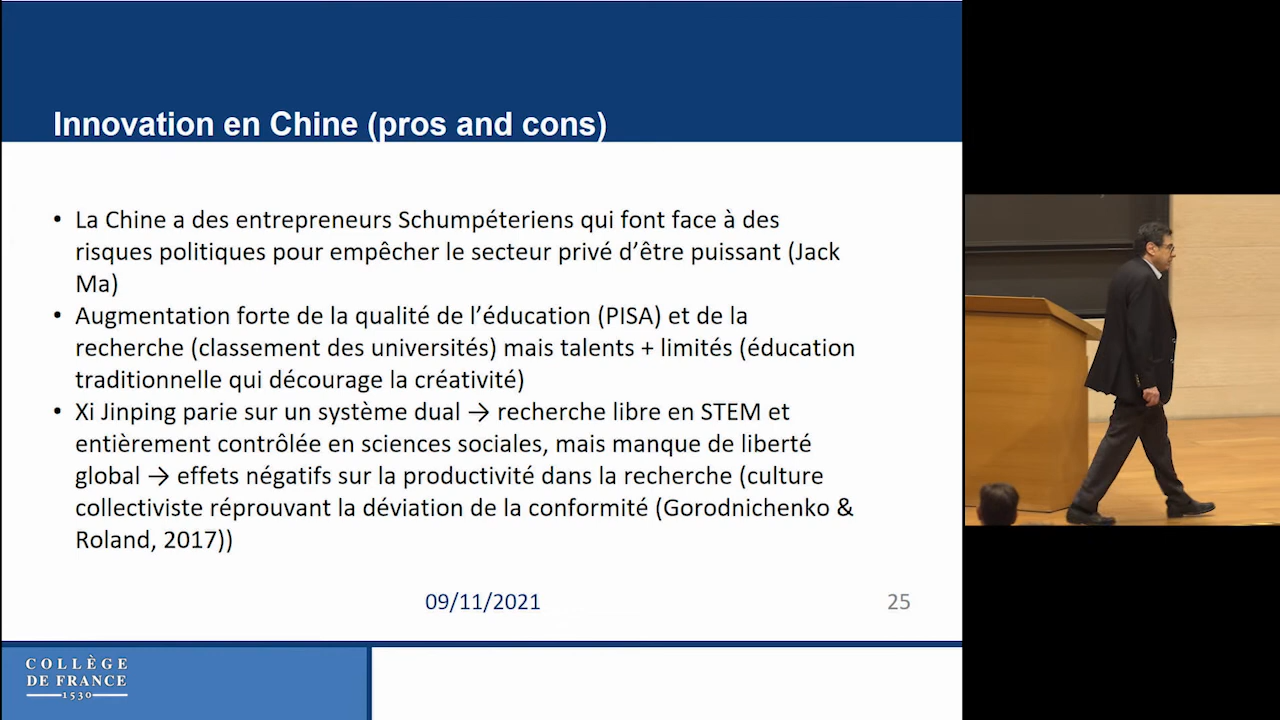 Innovation en Chine (pros and cons)
• La Chine a des entrepreneurs Schumpéteriens qui font face à des
risques politiques pour empêcher le secteur privé d’être puissant (Jack
Ma)
• Augmentation forte de la qualité de l’éducation (PISA) et de la
recherche (classement des universités) mais talents + limités (éducation
traditionnelle qui décourage la créativité)
• Xi Jinping parie sur un système dual → recherche libre en STEM et
entièrement contrôlée en sciences sociales, mais manque de liberté
global → effets négatifs sur la productivité dans la recherche (culture
collectiviste réprouvant la déviation de la conformité (Gorodnichenko &
Roland, 2017))
09/11/2021
25
COLLÈGE
DE FRANCE
1530